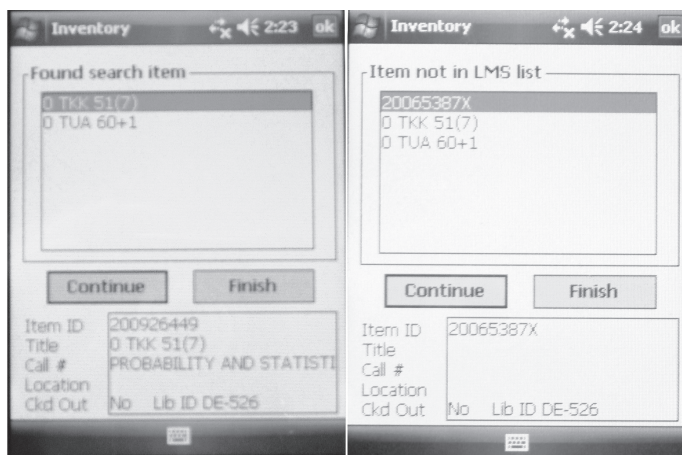 Inventory 2:23 ok
Found search item
0 TKK 51(7)
0 TUA 60+1
Continue Finish
Item ID 200926449
Title 0 TKK 51(7)
Call # PROBABILITY AND STATISTI
Location
Ckd Out No Lib ID DE-526
Inventory 2:24 ok
Item not in LMS list
20065387X
0 TKK 51(7)
0 TUA 60+1
Continue Finish
Item ID 20065387X
Title
Call #
Location
Ckd Out No Lib ID DE-526